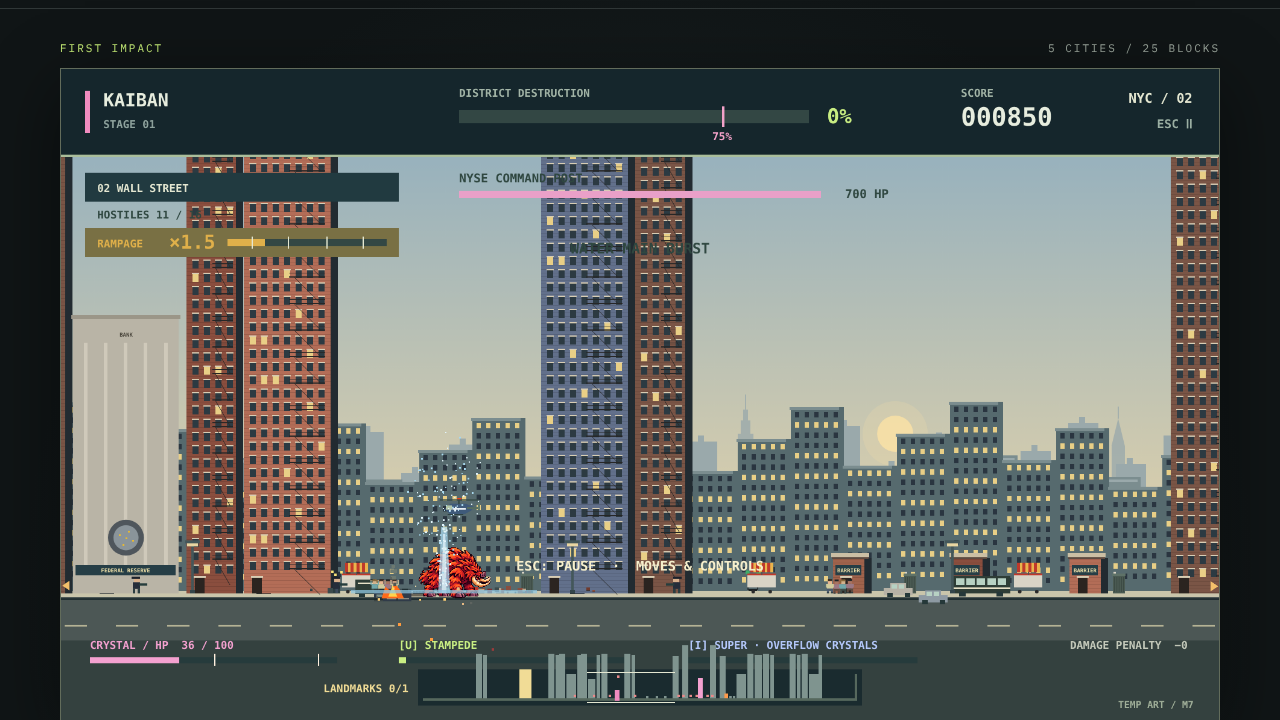 FIRST IMPACT
5 CITIES / 25 BLOCKS
KAIBAN
STAGE 01
DISTRICT DESTRUCTION
0%
75%
SCORE
000850
NYC / 02
ESC II
02 WALL STREET
HOSTILES 11 /
RAMPAGE ×1.5
NYSE COMMAND
700 HP
WATER MAIN BURST
BANK
FEDERAL RESERVE
ESC: PAUSE · MOVES & CONTROLS
BARRIER
BARRIER
BARRIER
CRYSTAL / HP 36 / 100
[U] STAMPEDE
[I] SUPER · OVERFLOW CRYSTALS
DAMAGE PENALTY −0
LANDMARKS 0/1
TEMP ART / M7